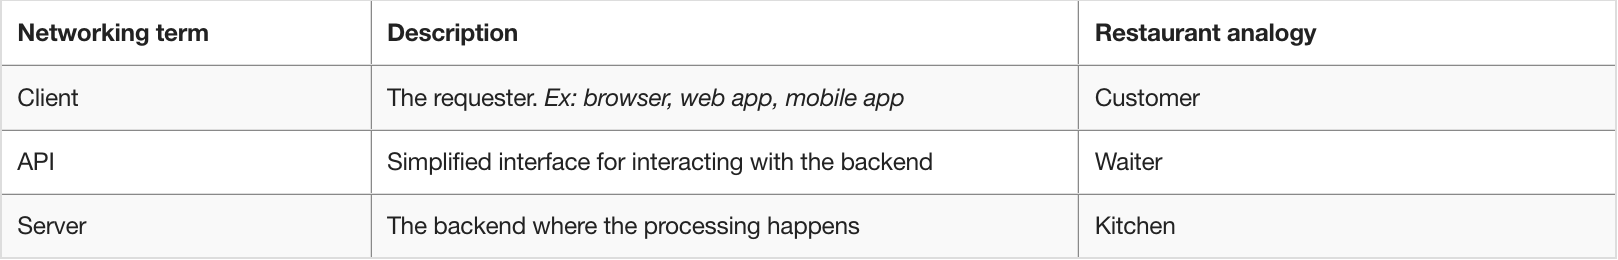 Networking term Description Restaurant analogy
Client The requester. Ex: browser, web app, mobile app Customer
API Simplified interface for interacting with the backend Waiter
Server The backend where the processing happens Kitchen